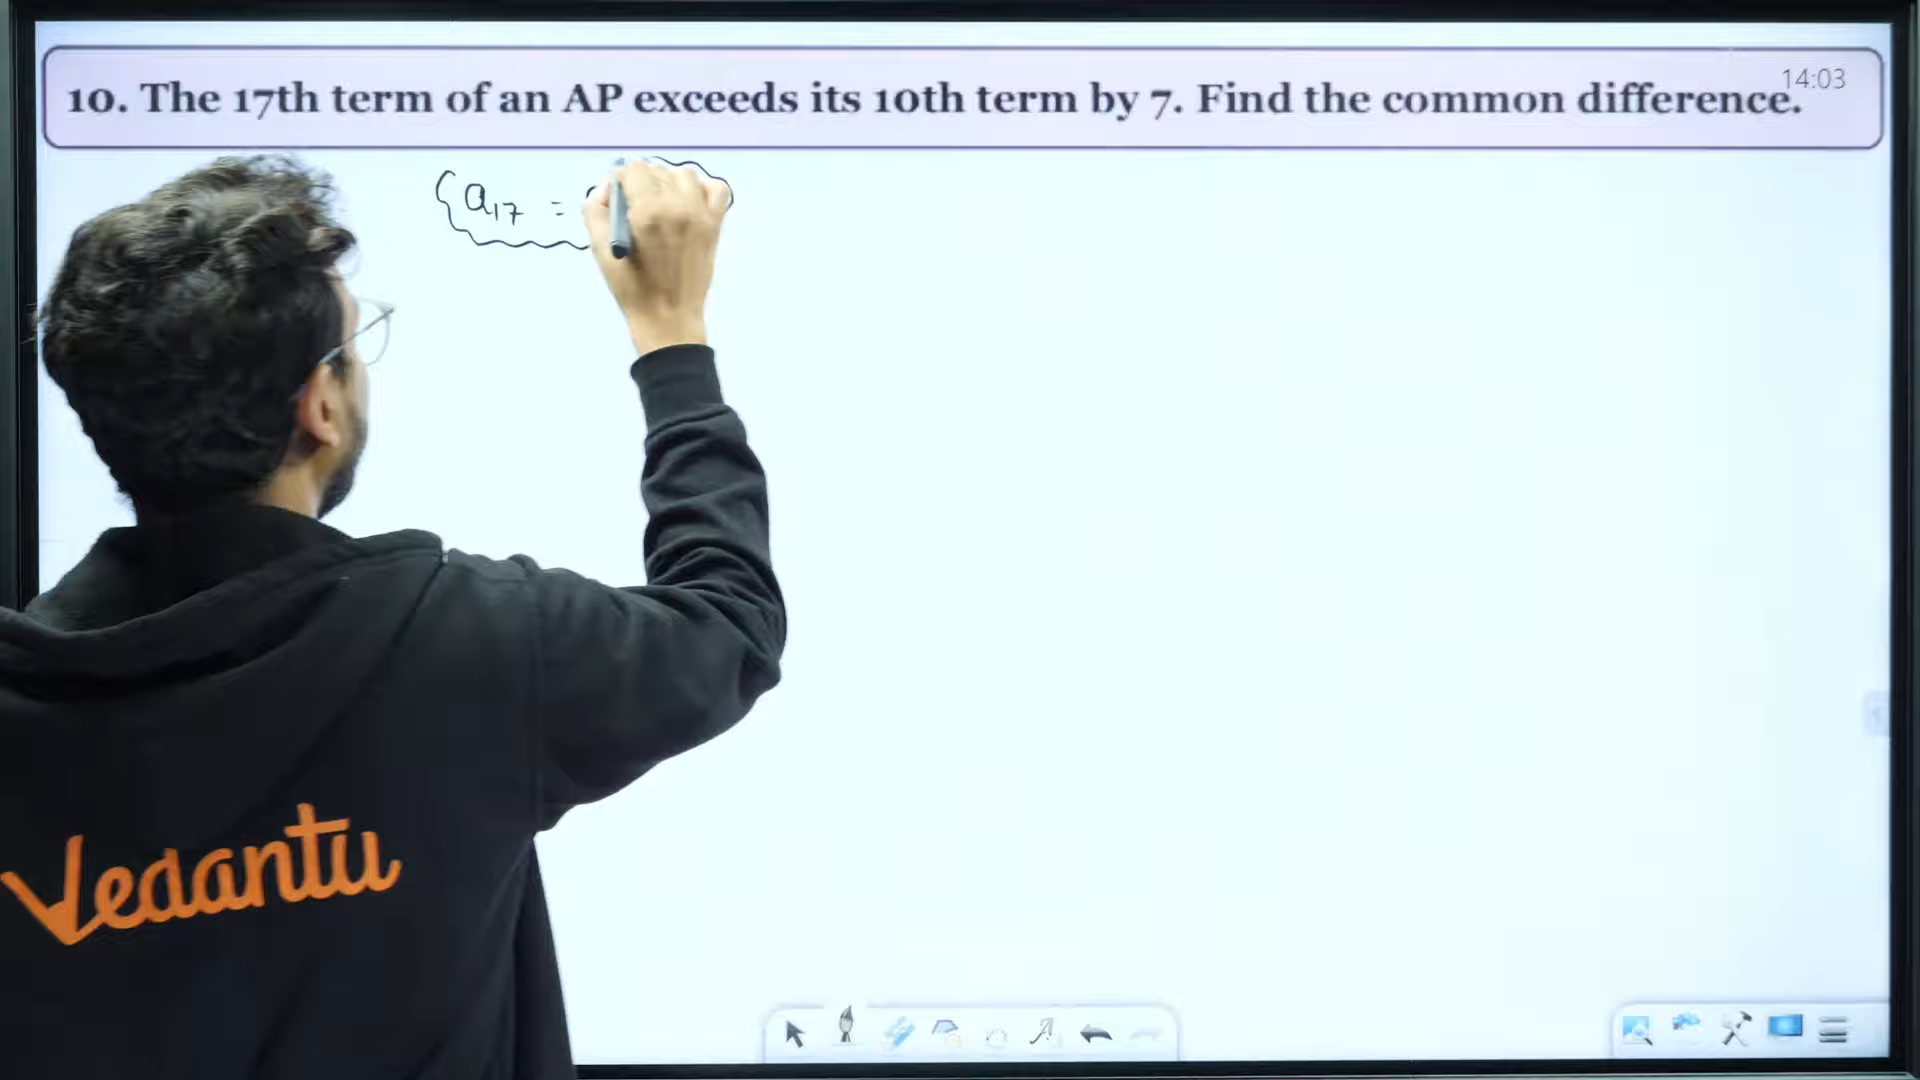 14:03
10. The 17th term of an AP exceeds its 10th term by 7. Find the common difference.
a₁₇ =
Vedantu